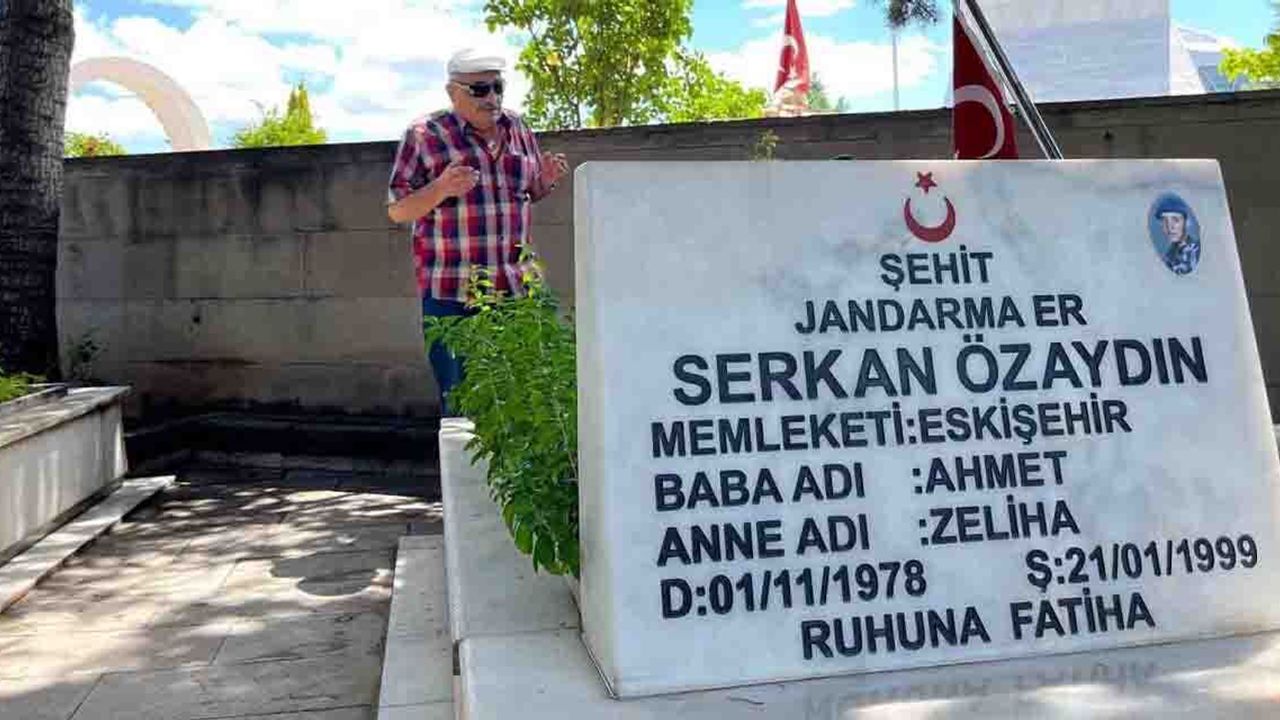 ŞEHİT
JANDARMA ER
SERKAN ÖZAYDIN
MEMLEKETİ:ESKİŞEHİR
BABA ADI :AHMET
ANNE ADI :ZELİHA
D:01/11/1978 Ş:21/01/1999
RUHUNA FATİHA